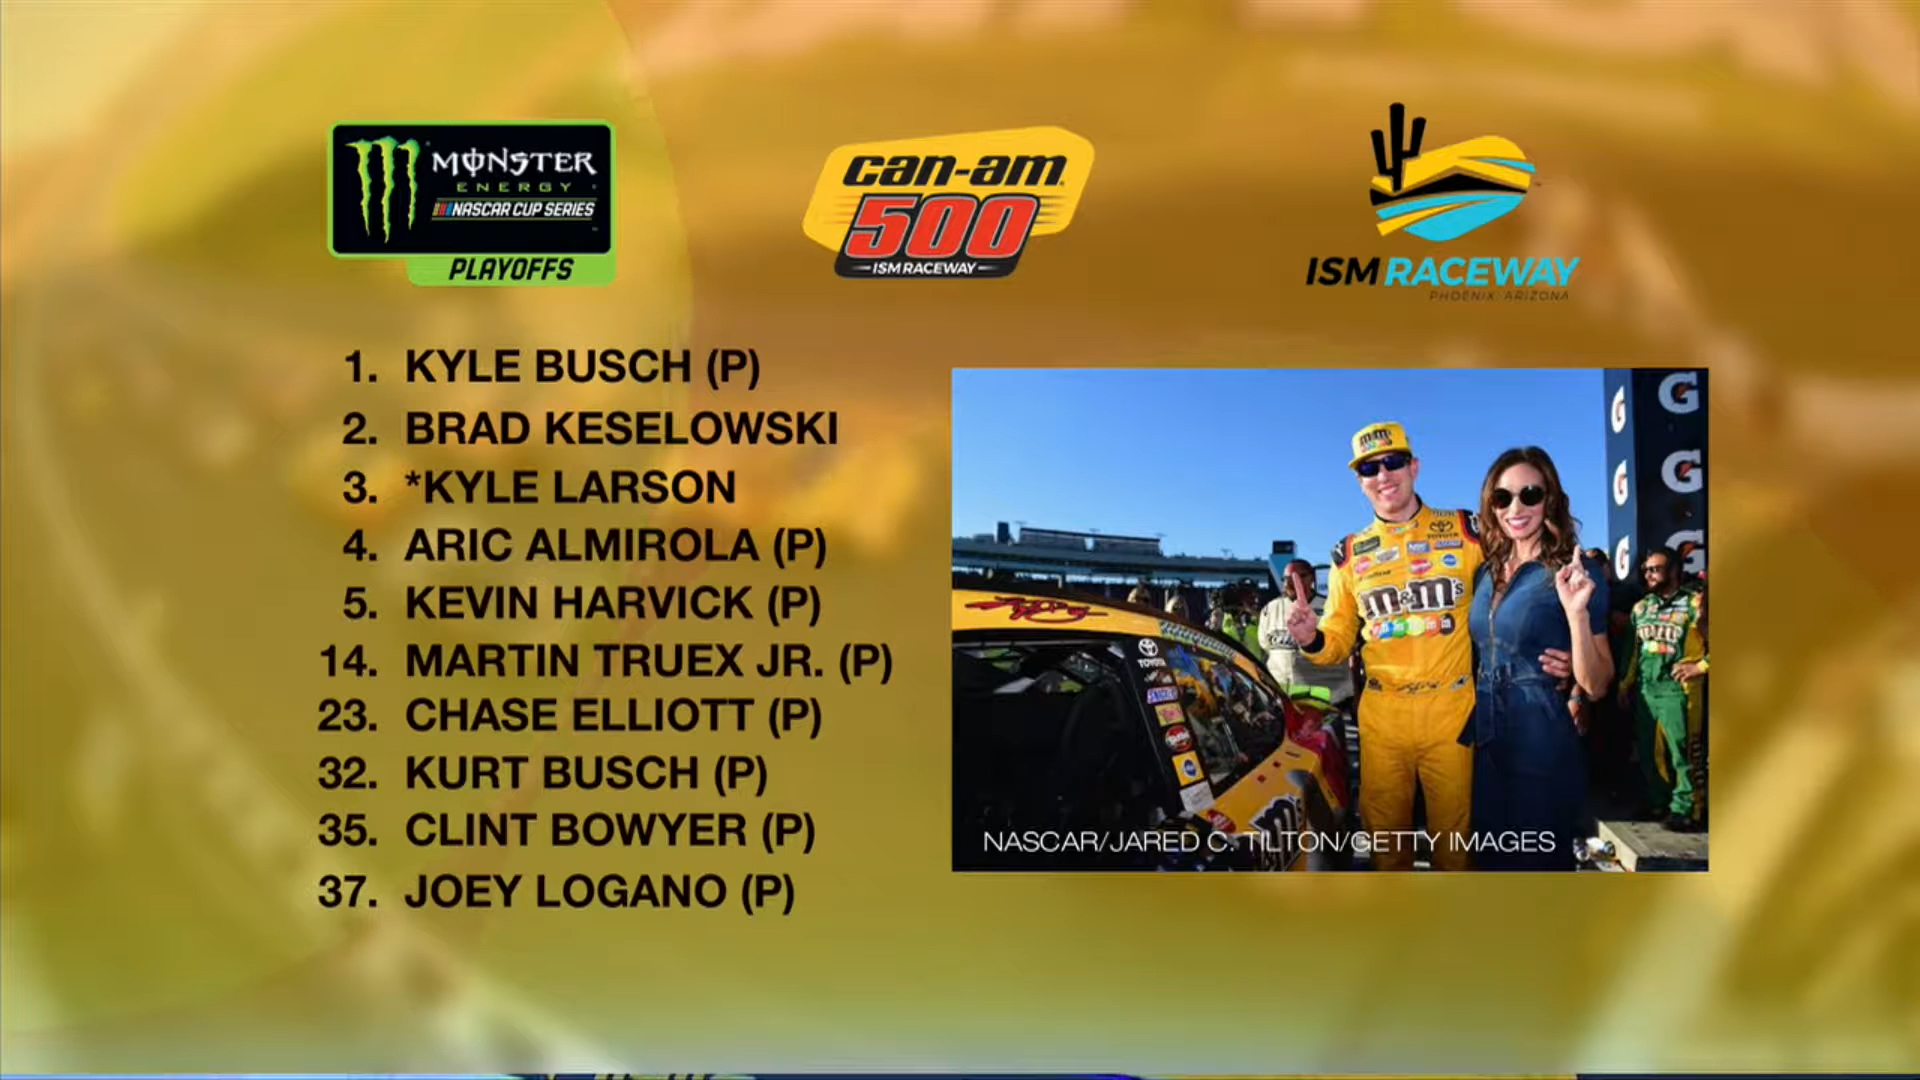 MONSTER
ENERGY
NASCAR CUP SERIES
PLAYOFFS
can-am
500
ISM RACEWAY
ISM RACEWAY
PHOENIX, ARIZONA
1. KYLE BUSCH (P)
2. BRAD KESELOWSKI
3. *KYLE LARSON
4. ARIC ALMIROLA (P)
5. KEVIN HARVICK (P)
14. MARTIN TRUEX JR. (P)
23. CHASE ELLIOTT (P)
32. KURT BUSCH (P)
35. CLINT BOWYER (P)
37. JOEY LOGANO (P)
G
G
G
G
G
G
m&m's
TOYOTA
m&m's
TOYOTA
NASCAR/JARED C. TILTON/GETTY IMAGES